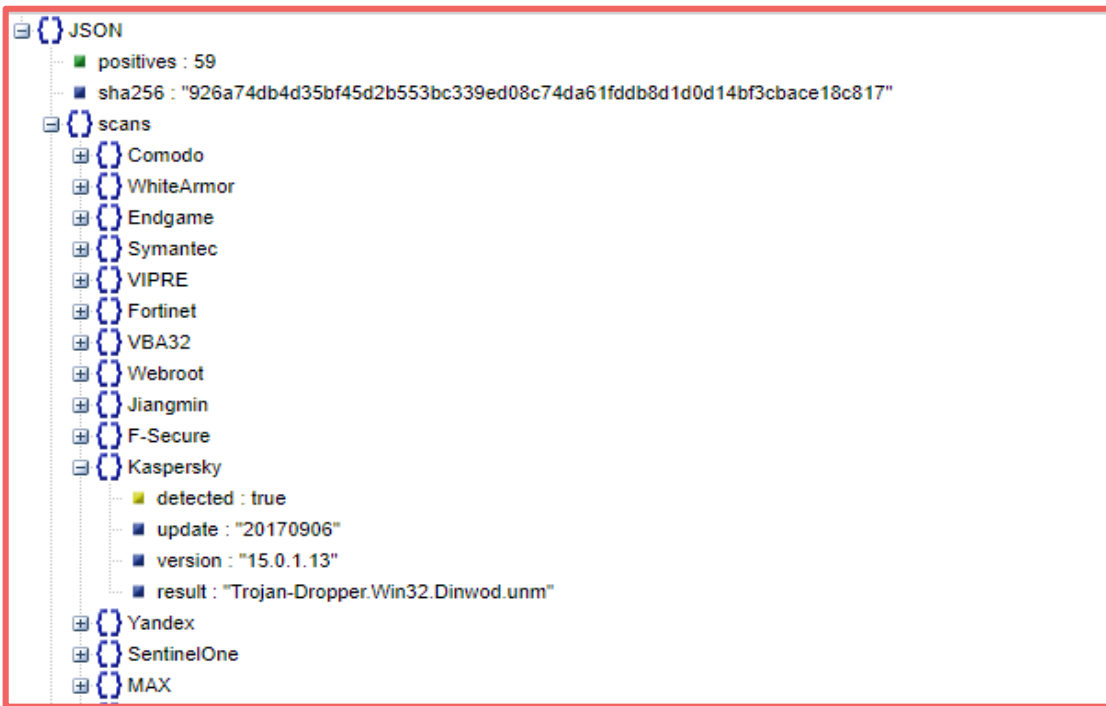 JSON
positives : 59
sha256 : "926a74db4d35bf45d2b553bc339ed08c74da61fddb8d1d0d14bf3cbace18c817"
scans
Comodo
WhiteArmor
Endgame
Symantec
VIPRE
Fortinet
VBA32
Webroot
Jiangmin
F-Secure
Kaspersky
detected : true
update : "20170906"
version : "15.0.1.13"
result : "Trojan-Dropper.Win32.Dinwod.unm"
Yandex
SentinelOne
MAX